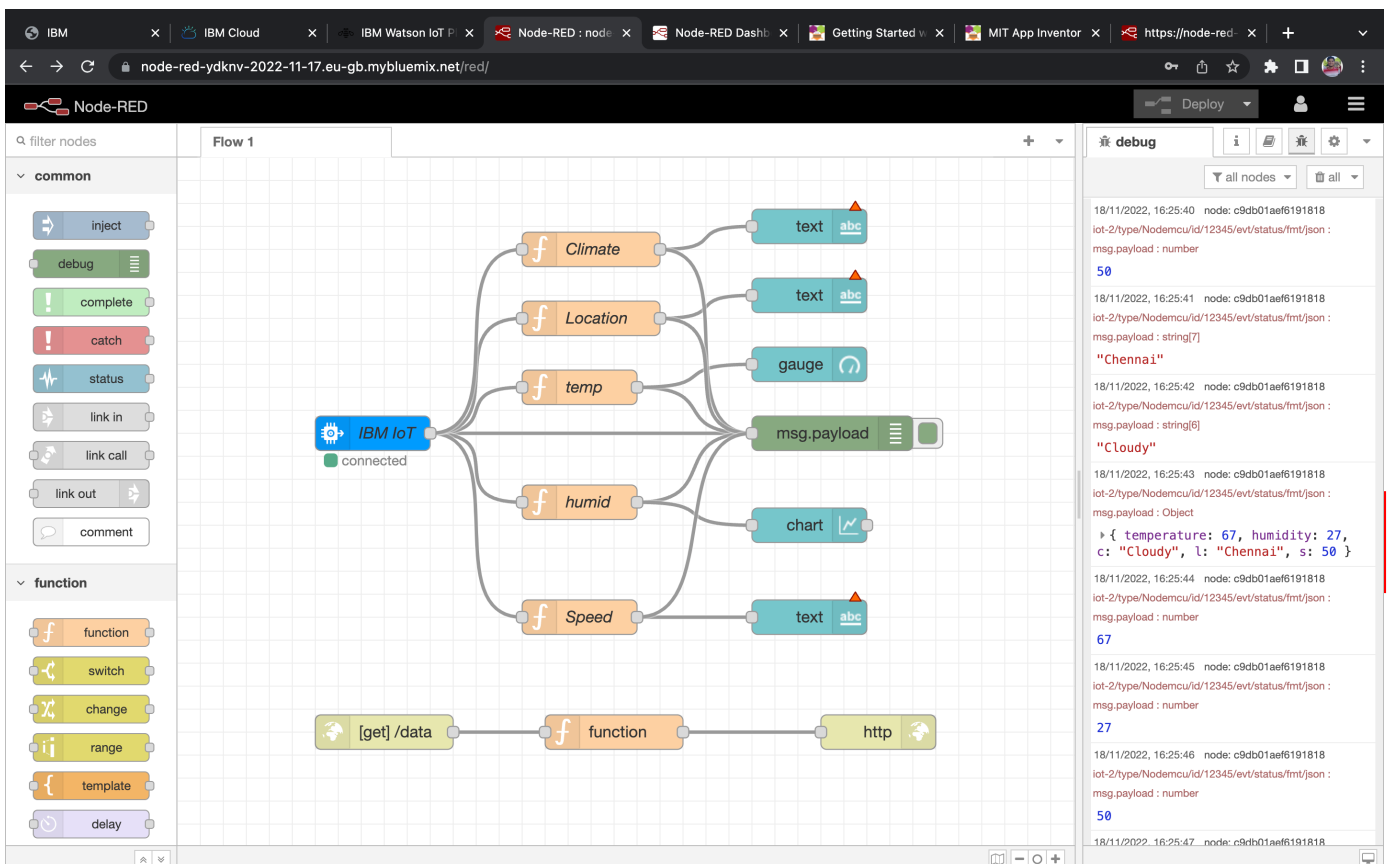 IBM
IBM Cloud
IBM Watson IoT P
Node-RED : node
Node-RED Dashb
Getting Started w
MIT App Inventor
https://node-red-
node-red-ydknv-2022-11-17.eu-gb.mybluemix.net/red/
Node-RED
Deploy
filter nodes
common
inject
debug
complete
catch
status
link in
link call
link out
comment
function
function
switch
change
range
template
delay
Flow 1
Climate
Location
temp
IBM IoT
connected
humid
Speed
text
abc
text
abc
gauge
msg.payload
chart
text
abc
[get] /data
function
http
debug
i
all nodes
all
18/11/2022, 16:25:40 node: c9db01aef6191818
iot-2/type/Nodemcu/id/12345/evt/status/fmt/json :
msg.payload : number
50
18/11/2022, 16:25:41 node: c9db01aef6191818
iot-2/type/Nodemcu/id/12345/evt/status/fmt/json :
msg.payload : string[7]
"Chennai"
18/11/2022, 16:25:42 node: c9db01aef6191818
iot-2/type/Nodemcu/id/12345/evt/status/fmt/json :
msg.payload : string[6]
"Cloudy"
18/11/2022, 16:25:43 node: c9db01aef6191818
iot-2/type/Nodemcu/id/12345/evt/status/fmt/json :
msg.payload : Object
{ temperature: 67, humidity: 27,
c: "Cloudy", l: "Chennai", s: 50 }
18/11/2022, 16:25:44 node: c9db01aef6191818
iot-2/type/Nodemcu/id/12345/evt/status/fmt/json :
msg.payload : number
67
18/11/2022, 16:25:45 node: c9db01aef6191818
iot-2/type/Nodemcu/id/12345/evt/status/fmt/json :
msg.payload : number
27
18/11/2022, 16:25:46 node: c9db01aef6191818
iot-2/type/Nodemcu/id/12345/evt/status/fmt/json :
msg.payload : number
50
18/11/2022, 16:25:47 node: c9db01aef6191818